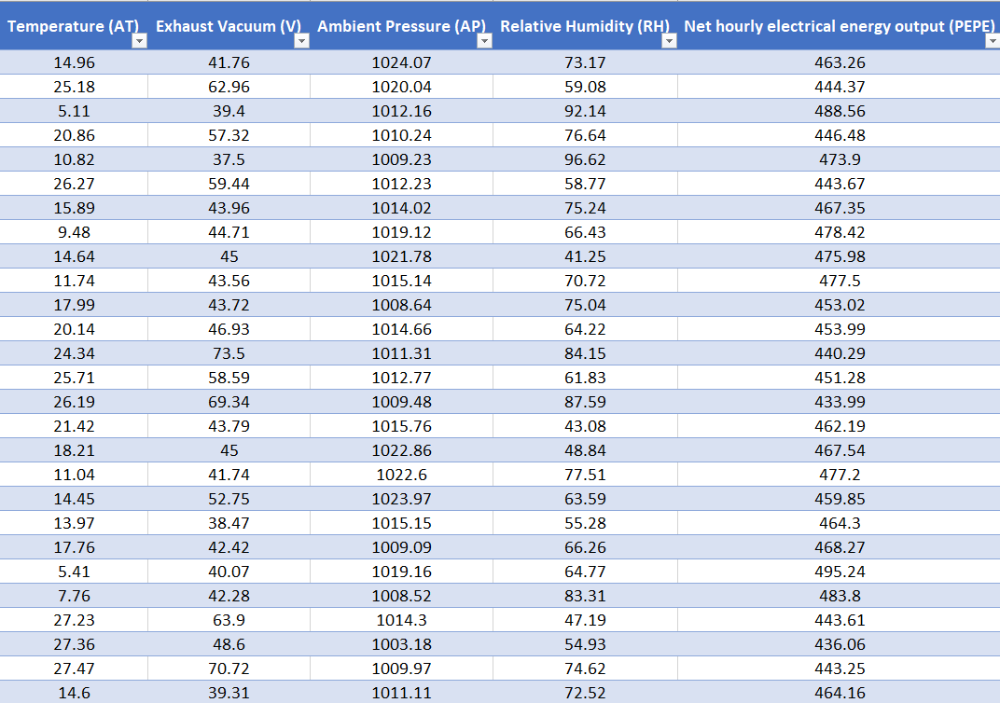 Temperature (AT) Exhaust Vacuum (V) Ambient Pressure (AP) Relative Humidity (RH) Net hourly electrical energy output (PEPE)
14.96 41.76 1024.07 73.17 463.26
25.18 62.96 1020.04 59.08 444.37
5.11 39.4 1012.16 92.14 488.56
20.86 57.32 1010.24 76.64 446.48
10.82 37.5 1009.23 96.62 473.9
26.27 59.44 1012.23 58.77 443.67
15.89 43.96 1014.02 75.24 467.35
9.48 44.71 1019.12 66.43 478.42
14.64 45 1021.78 41.25 475.98
11.74 43.56 1015.14 70.72 477.5
17.99 43.72 1008.64 75.04 453.02
20.14 46.93 1014.66 64.22 453.99
24.34 73.5 1011.31 84.15 440.29
25.71 58.59 1012.77 61.83 451.28
26.19 69.34 1009.48 87.59 433.99
21.42 43.79 1015.76 43.08 462.19
18.21 45 1022.86 48.84 467.54
11.04 41.74 1022.6 77.51 477.2
14.45 52.75 1023.97 63.59 459.85
13.97 38.47 1015.15 55.28 464.3
17.76 42.42 1009.09 66.26 468.27
5.41 40.07 1019.16 64.77 495.24
7.76 42.28 1008.52 83.31 483.8
27.23 63.9 1014.3 47.19 443.61
27.36 48.6 1003.18 54.93 436.06
27.47 70.72 1009.97 74.62 443.25
14.6 39.31 1011.11 72.52 464.16